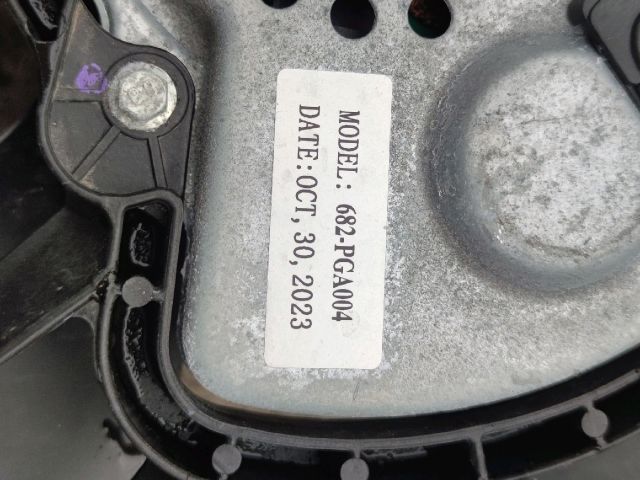 MODEL: 682-PGA004
DATE:OCT, 30, 2023